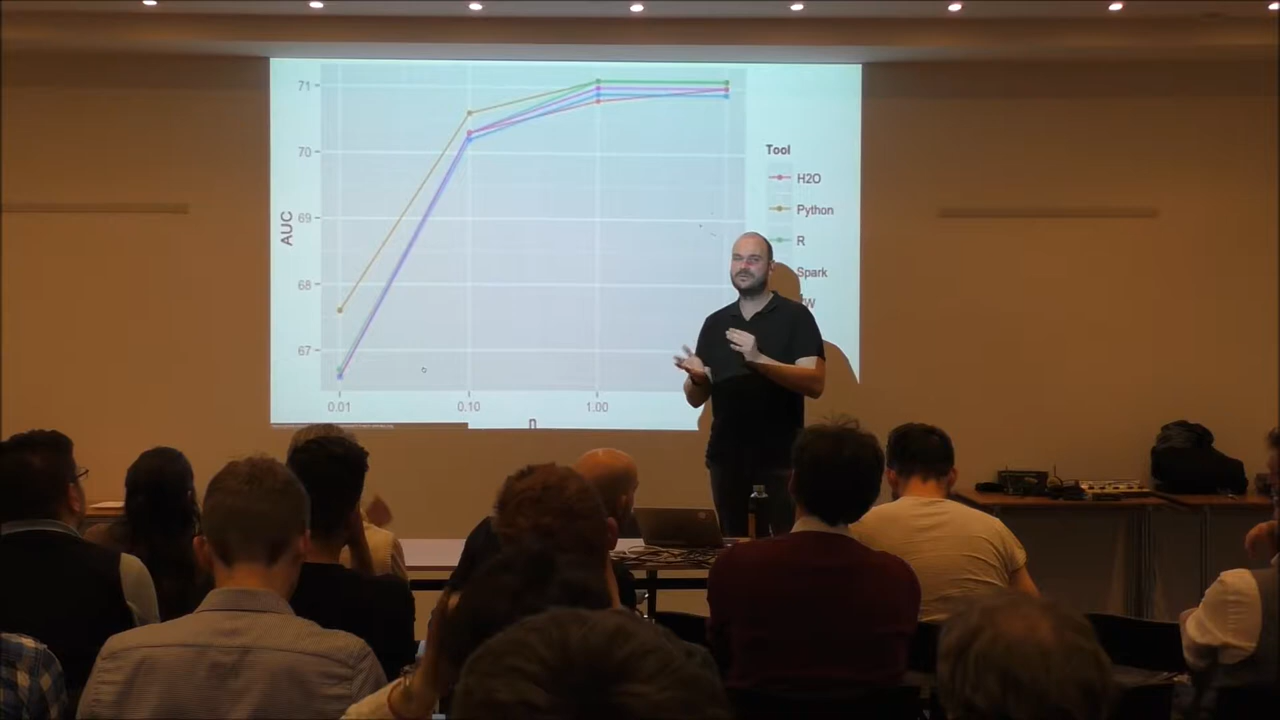 71
70
69
68
67
AUC
0.01
0.10
1.00
n
Tool
H2O
Python
R
Spark
W